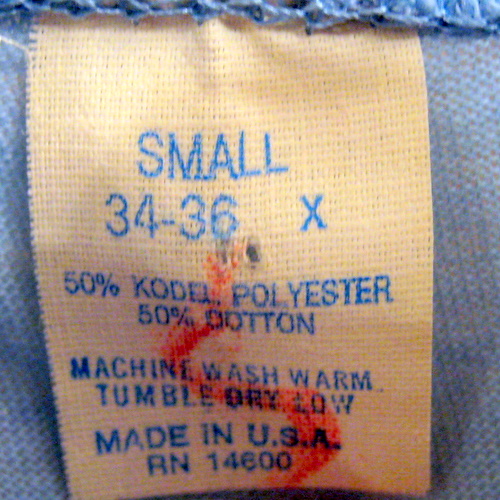 SMALL
34-36 X
50% KODEL POLYESTER
50% COTTON
MACHINE WASH WARM
TUMBLE DRY LOW
MADE IN U.S.A.
RN 14600